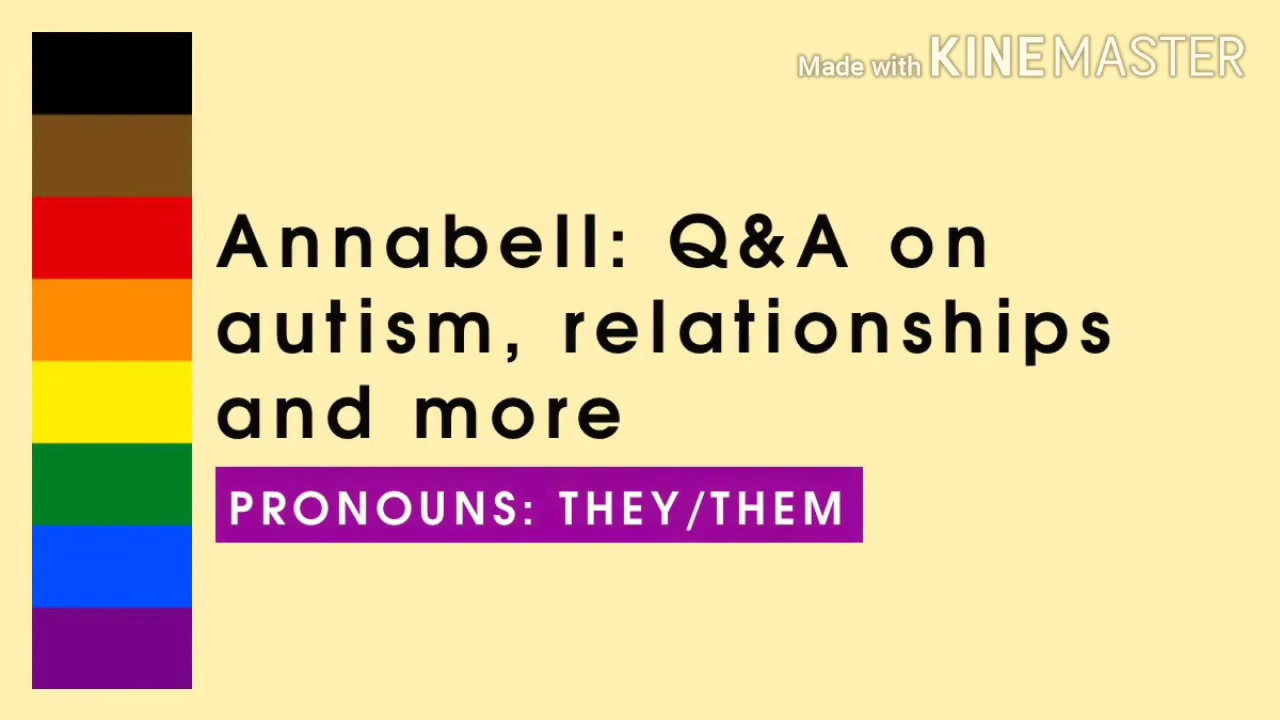 Made with KINEMASTER
Annabell: Q&A on
autism, relationships
and more
PRONOUNS: THEY/THEM